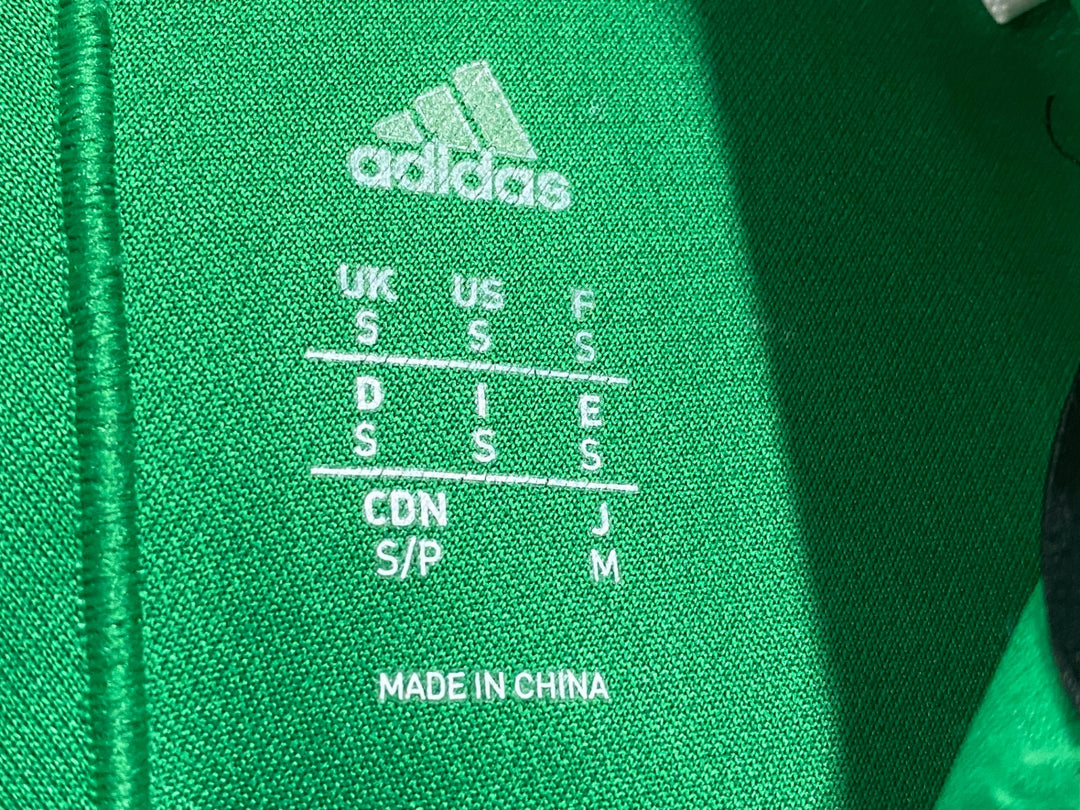 adidas
UK US F
S S S
D I E
S S S
CDN J
S/P M
MADE IN CHINA